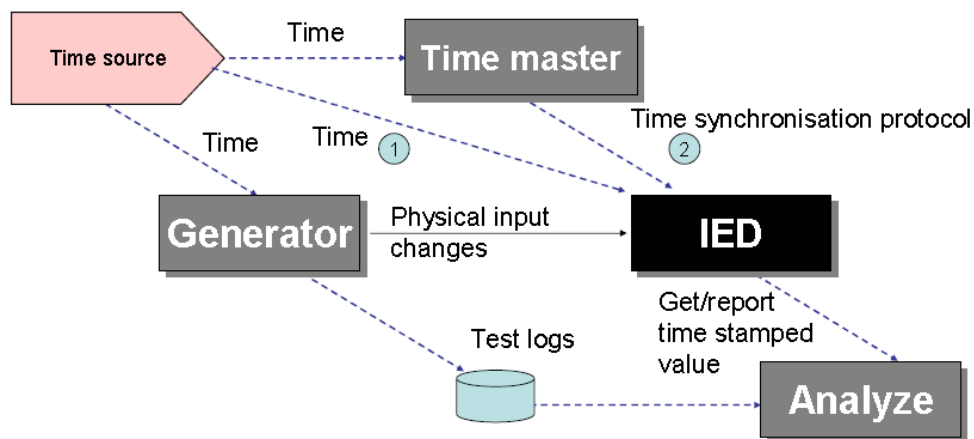 Time source
Time
Time master
Time
Time
1
Time synchronisation protocol
2
Generator
Physical input
changes
IED
Get/report
time stamped
value
Test logs
Analyze